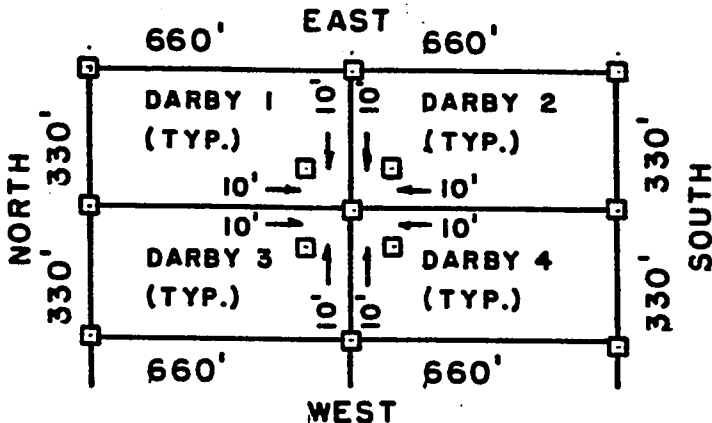 EAST
660' 660'
DARBY 1 10' 10' DARBY 2
(TYP.) (TYP.)
330' 330'
10' 10'
NORTH SOUTH
10' 10'
DARBY 3 DARBY 4
(TYP.) (TYP.)
330' 330'
10' 10'
660' 660'
WEST